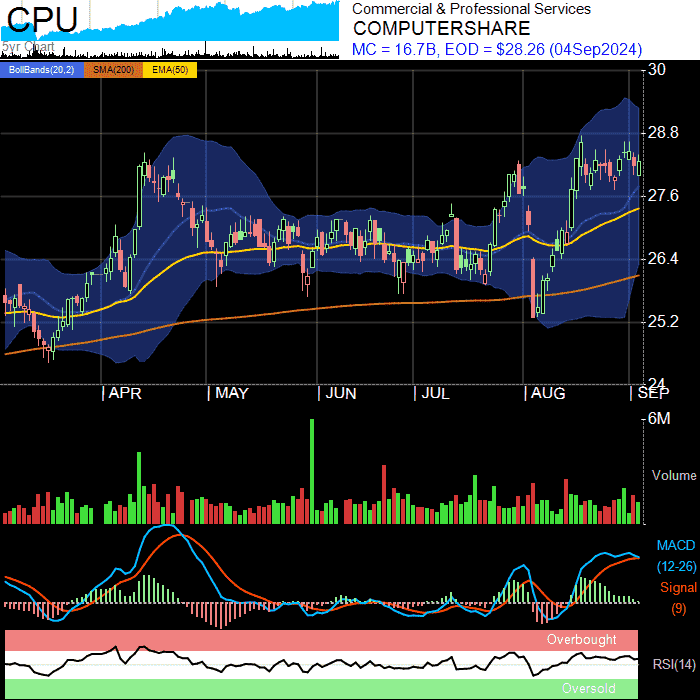 CPU
5yr Chart
Commercial & Professional Services
COMPUTERSHARE
MC = 16.7B, EOD = $28.26 (04Sep2024)
BollBands(20,2) SMA(200) EMA(50)
30
28.8
27.6
26.4
25.2
24
APR MAY JUN JUL AUG SEP
6M
Volume
MACD
(12-26)
Signal
(9)
Overbought
RSI(14)
Oversold